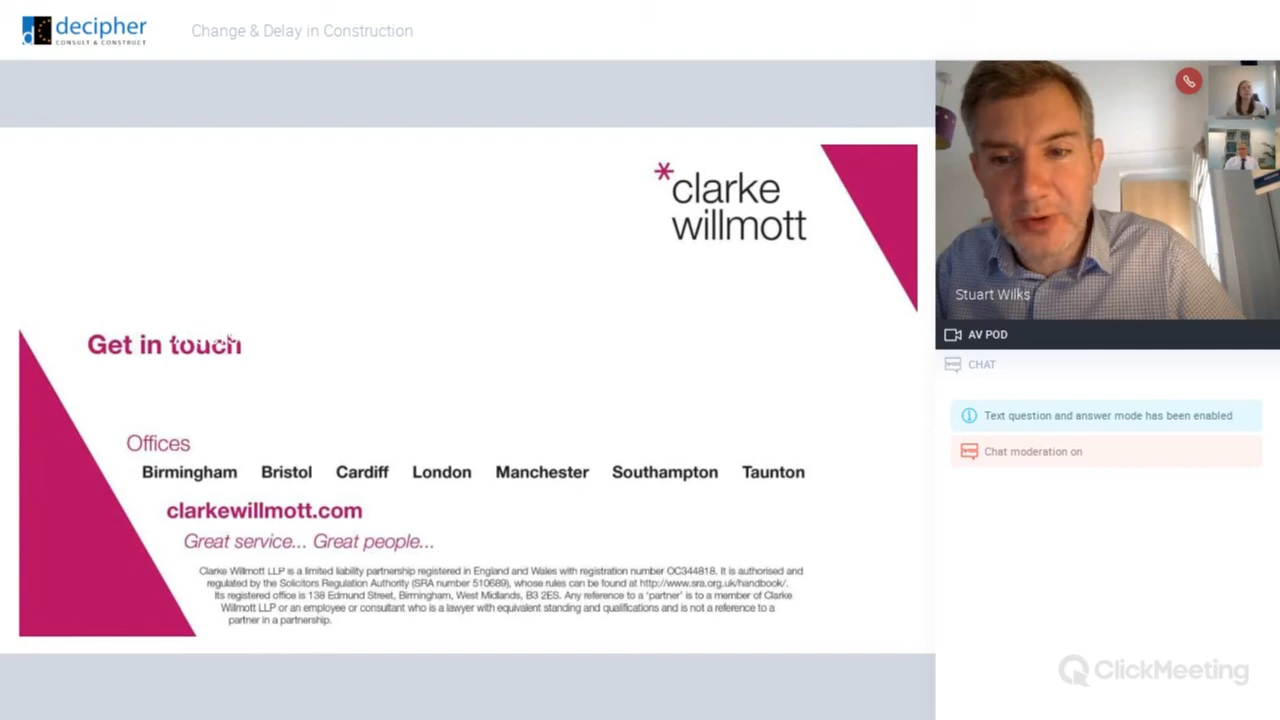 decipher
CONSULT & CONSTRUCT
Change & Delay in Construction
*clarke
willmott
Get in touch
Offices
Birmingham Bristol Cardiff London Manchester Southampton Taunton
clarkewillmott.com
Great service... Great people...
Clarke Willmott LLP is a limited liability partnership registered in England and Wales with registration number OC344818. It is authorised and
regulated by the Solicitors Regulation Authority (SRA number 510689), whose rules can be found at http://www.sra.org.uk/handbook/.
Its registered office is 138 Edmund Street, Birmingham, West Midlands, B3 2ES. Any reference to a 'partner' is to a member of Clarke
Willmott LLP or an employee or consultant who is a lawyer with equivalent standing and qualifications and is not a reference to a
partner in a partnership.
Stuart Wilks
AV POD
CHAT
Text question and answer mode has been enabled
Chat moderation on
ClickMeeting